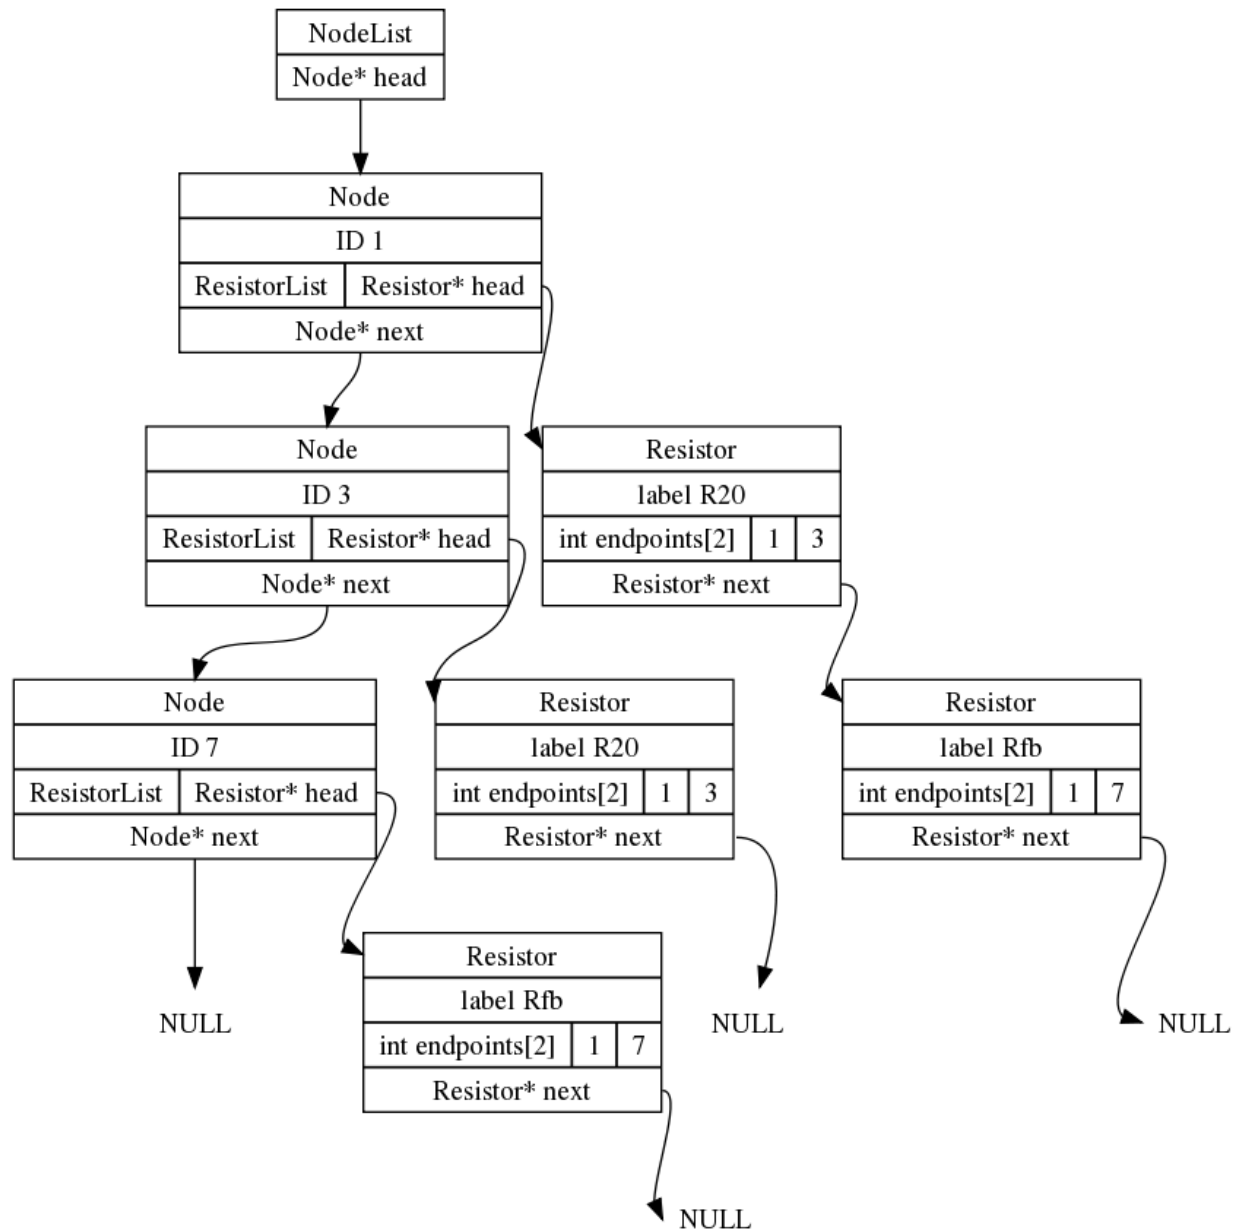 NodeList
Node* head
Node
ID 1
ResistorList Resistor* head
Node* next
Node
ID 3
ResistorList Resistor* head
Node* next
Resistor
label R20
int endpoints[2] 1 3
Resistor* next
Node
ID 7
ResistorList Resistor* head
Node* next
Resistor
label R20
int endpoints[2] 1 3
Resistor* next
Resistor
label Rfb
int endpoints[2] 1 7
Resistor* next
NULL
Resistor
label Rfb
int endpoints[2] 1 7
Resistor* next
NULL
NULL
NULL